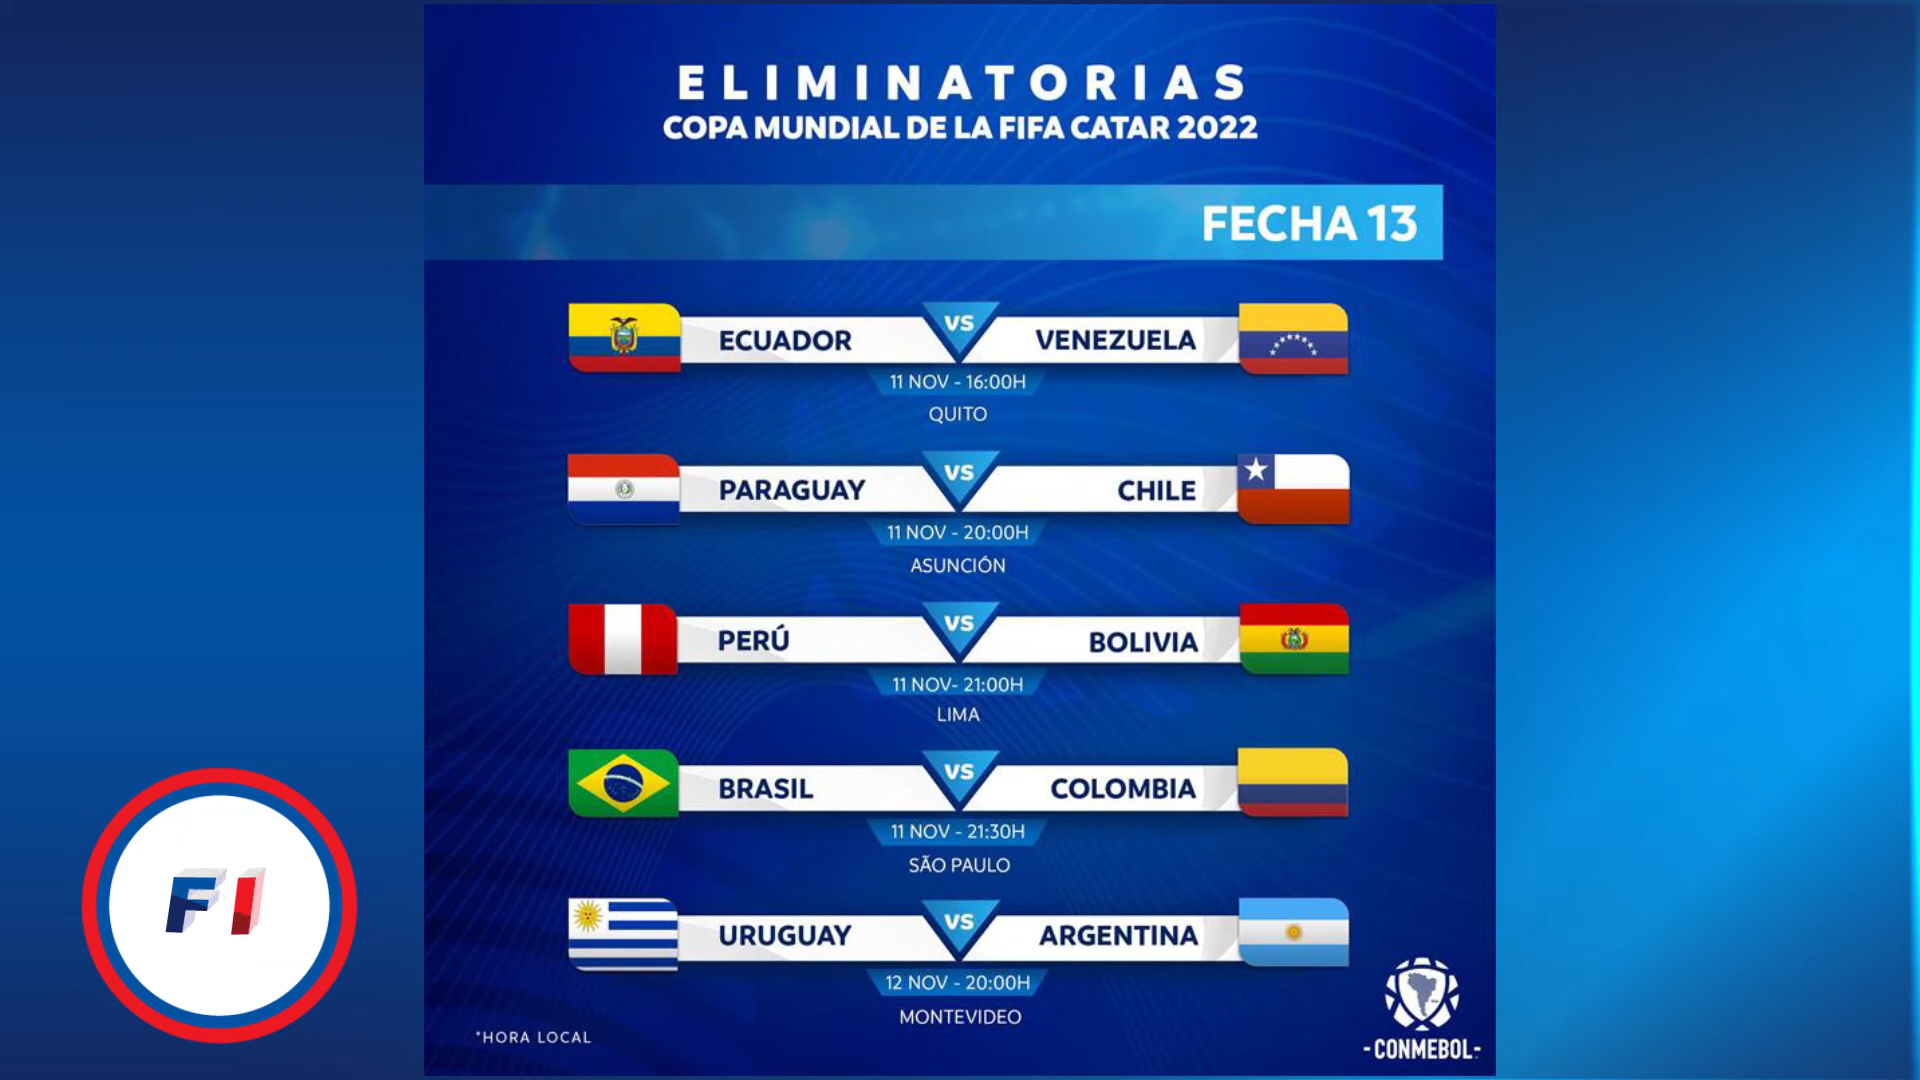 ELIMINATORIAS
COPA MUNDIAL DE LA FIFA CATAR 2022
FECHA 13
ECUADOR VS VENEZUELA
11 NOV - 16:00H
QUITO
PARAGUAY VS CHILE
11 NOV - 20:00H
ASUNCIÓN
PERÚ VS BOLIVIA
11 NOV- 21:00H
LIMA
BRASIL VS COLOMBIA
11 NOV - 21:30H
SÃO PAULO
URUGUAY VS ARGENTINA
12 NOV - 20:00H
MONTEVIDEO
*HORA LOCAL
-CONMEBOL-
FI